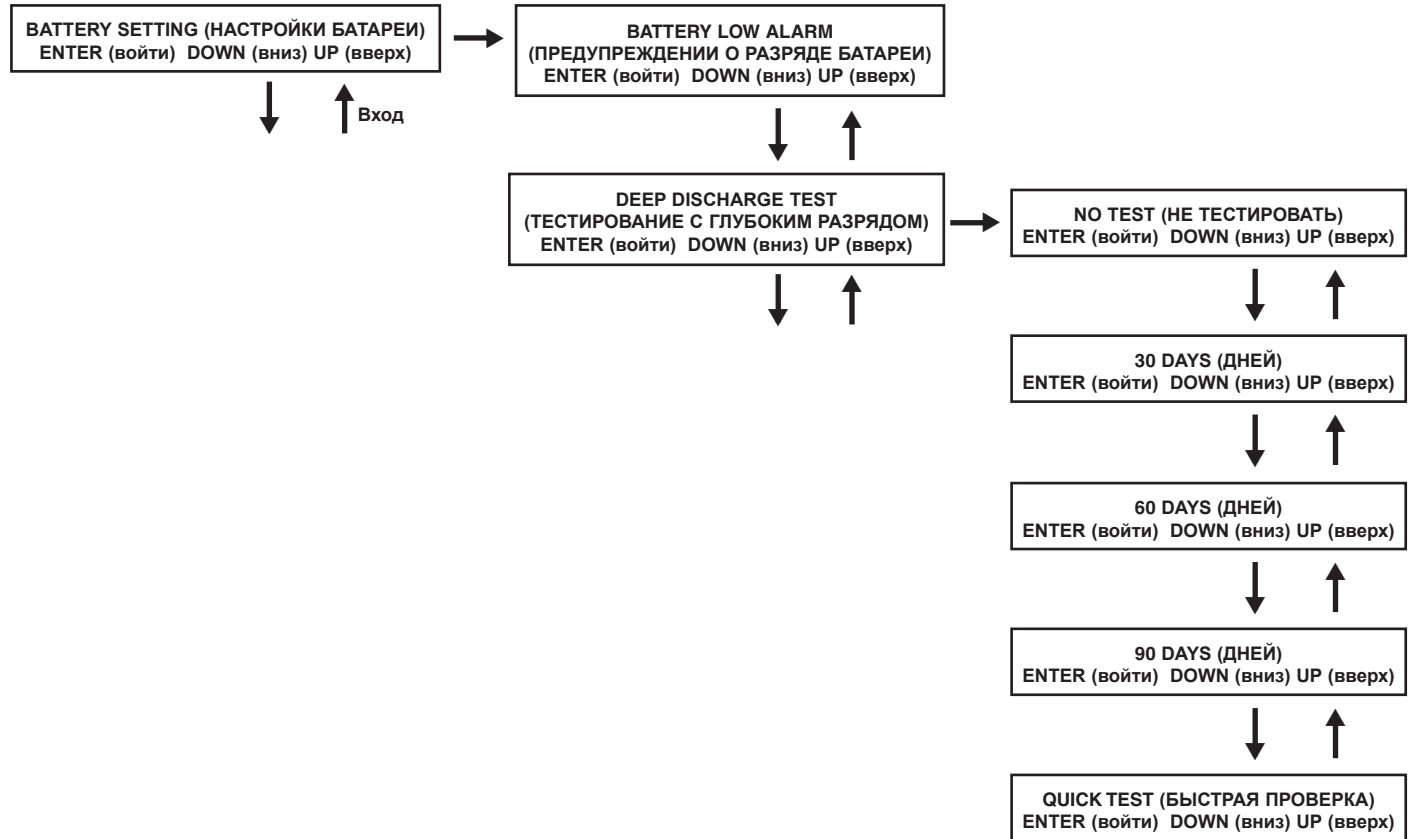 BATTERY SETTING (НАСТРОЙКИ БАТАРЕИ)
ENTER (войти) DOWN (вниз) UP (вверх)
Вход
BATTERY LOW ALARM
(ПРЕДУПРЕЖДЕНИИ О РАЗРЯДЕ БАТАРЕИ)
ENTER (войти) DOWN (вниз) UP (вверх)
DEEP DISCHARGE TEST
(ТЕСТИРОВАНИЕ С ГЛУБОКИМ РАЗРЯДОМ)
ENTER (войти) DOWN (вниз) UP (вверх)
NO TEST (НЕ ТЕСТИРОВАТЬ)
ENTER (войти) DOWN (вниз) UP (вверх)
30 DAYS (ДНЕЙ)
ENTER (войти) DOWN (вниз) UP (вверх)
60 DAYS (ДНЕЙ)
ENTER (войти) DOWN (вниз) UP (вверх)
90 DAYS (ДНЕЙ)
ENTER (войти) DOWN (вниз) UP (вверх)
QUICK TEST (БЫСТРАЯ ПРОВЕРКА)
ENTER (войти) DOWN (вниз) UP (вверх)